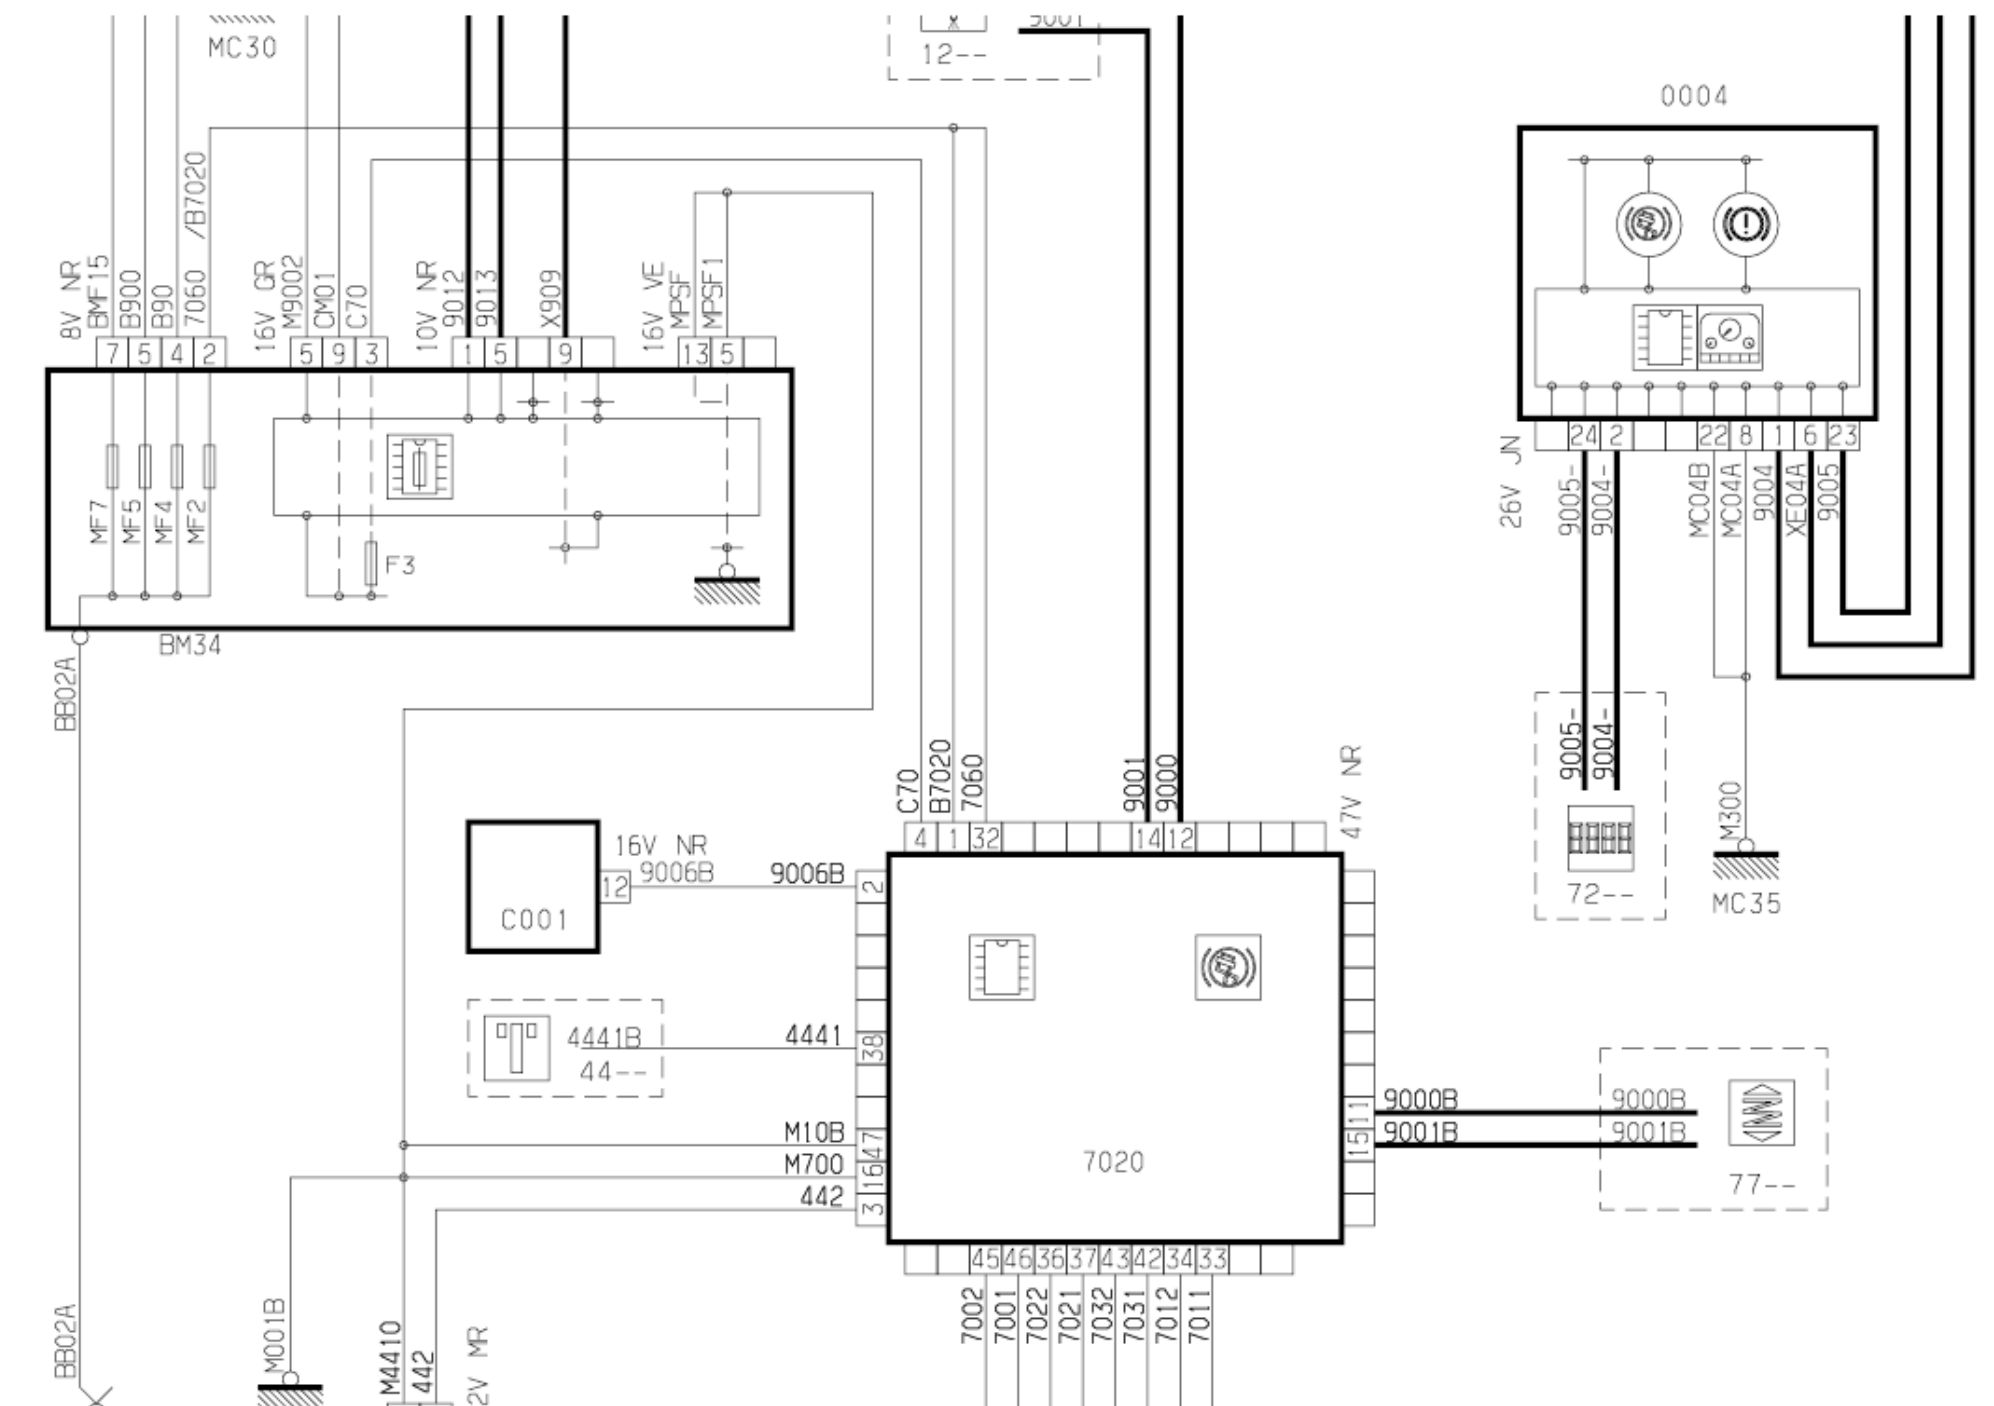 MC30
9001
12--
0004
8V NR
BMF15
B900
B90
7060 /B7020
16V GR
M9002
CM01
C70
10V NR
9012
9013
X909
16V VE
MPSF
MPSF1
7 5 4 2
5 9 3
1 5 9
13 5
MF7
MF5
MF4
MF2
F3
BM34
BB02A
24 2 22 8 1 6 23
26V JN
9005-
9004-
MC04B
MC04A
9004
XE04A
9005
9005-
9004-
72--
M300
MC35
C70
B7020
7060
9001
9000
47V NR
4 1 32 14 12
C001
16V NR
12
9006B
9006B
2
4441B
44--
4441
38
M10B
47
M700
16
442
3
7020
11
9000B
9000B
15
9001B
9001B
77--
45 46 36 37 43 42 34 33
7002
7001
7022
7021
7032
7031
7012
7011
BB02A
M001B
M4410
442
2V MR